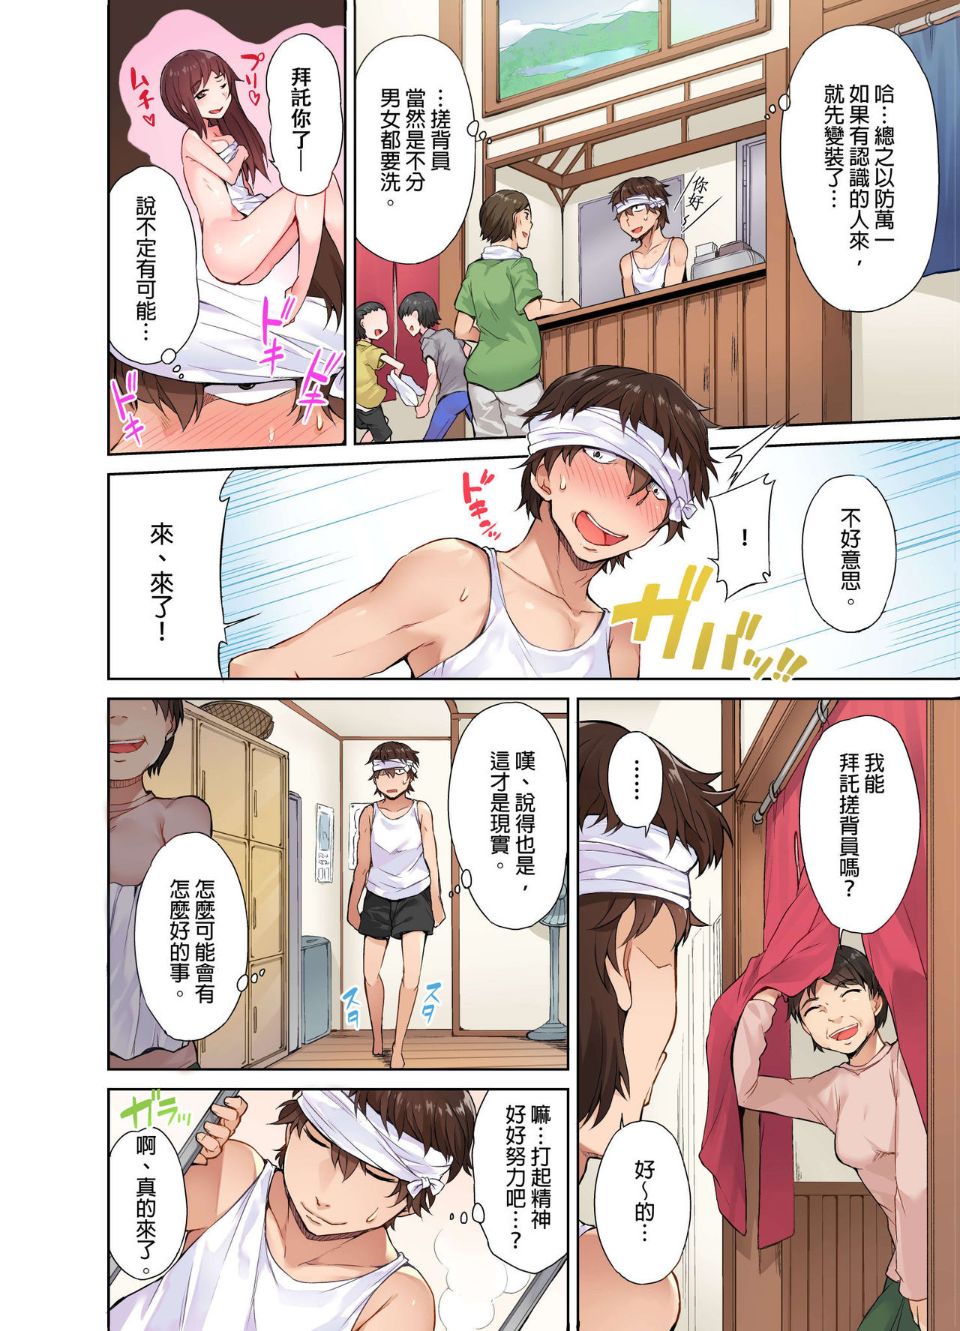 哈…總之以防萬一
如果有認識的人來，
就先變裝了…
你好
…搓背員
當然是不分
男女都要洗。
拜託你了—
プリ♡
ムチ♡
說不定有可能…
ドキ
ドキ
ドキ
不好意思。
！
ドキンッ
ガバッ!!
來、來了！
我能
拜託搓背員嗎？
……
好～的…
嘆、說得也是，
這才是現實。
怎麼可能會有
怎麼好的事。
スタ
スタ
嘛…打起精神
好好努力吧…？
ガラッ
啊、真的來了。